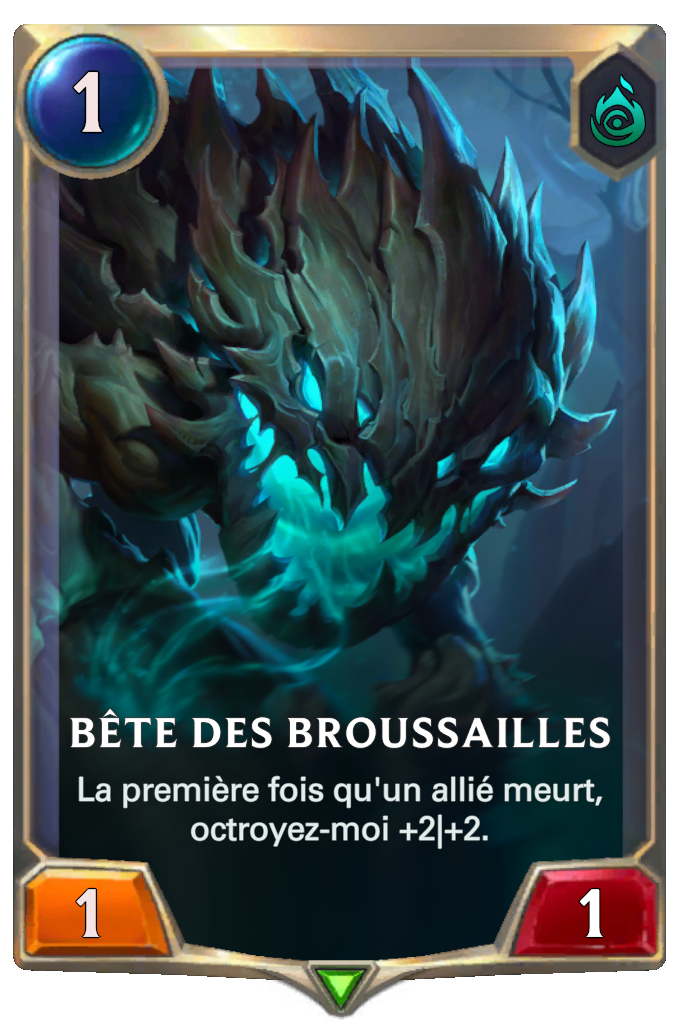 1
BÊTE DES BROUSSAILLES
La première fois qu'un allié meurt,
octroyez-moi +2|+2.
1
1